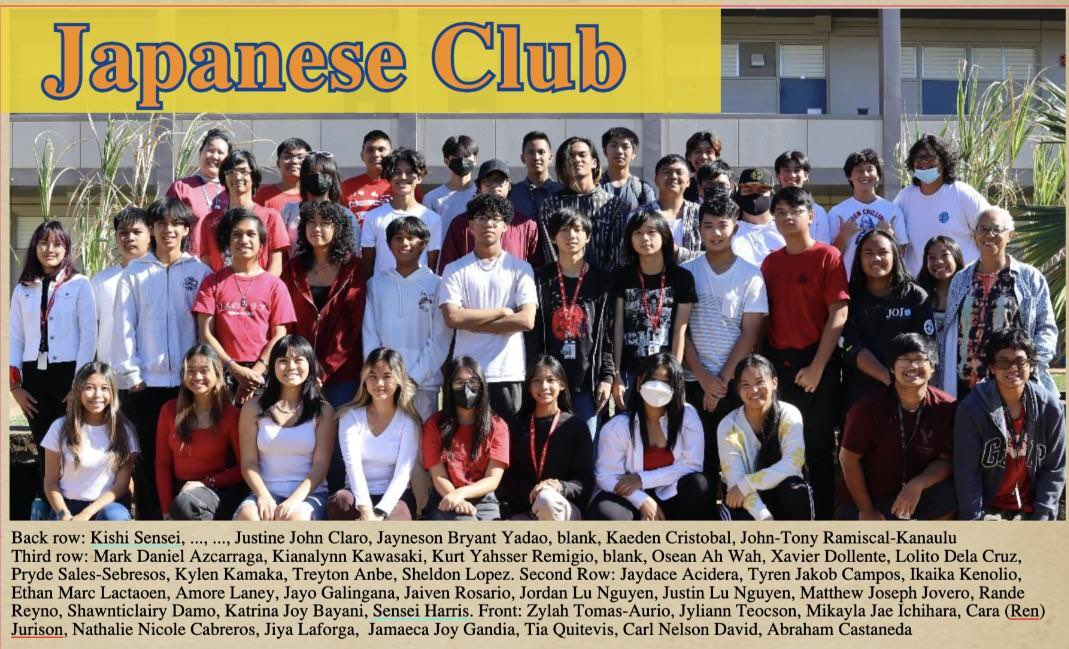 Japanese Club
JOJO
Back row: Kishi Sensei, ..., ..., Justine John Claro, Jayneson Bryant Yadao, blank, Kaeden Cristobal, John-Tony Ramiscal-Kanaulu
Third row: Mark Daniel Azcarraga, Kianalynn Kawasaki, Kurt Yahsser Remigio, blank, Osean Ah Wah, Xavier Dollente, Lolito Dela Cruz,
Pryde Sales-Sebresos, Kylen Kamaka, Treyton Anbe, Sheldon Lopez. Second Row: Jaydace Acidera, Tyren Jakob Campos, Ikaika Kenolio,
Ethan Marc Lactaoen, Amore Laney, Jayo Galingana, Jaiven Rosario, Jordan Lu Nguyen, Justin Lu Nguyen, Matthew Joseph Jovero, Rande
Reyno, Shawnticlairy Damo, Katrina Joy Bayani, Sensei Harris. Front: Zylah Tomas-Aurio, Jyliann Teocson, Mikayla Jae Ichihara, Cara (Ren)
Jurison, Nathalie Nicole Cabreros, Jiya Laforga, Jamaeca Joy Gandia, Tia Quitevis, Carl Nelson David, Abraham Castaneda